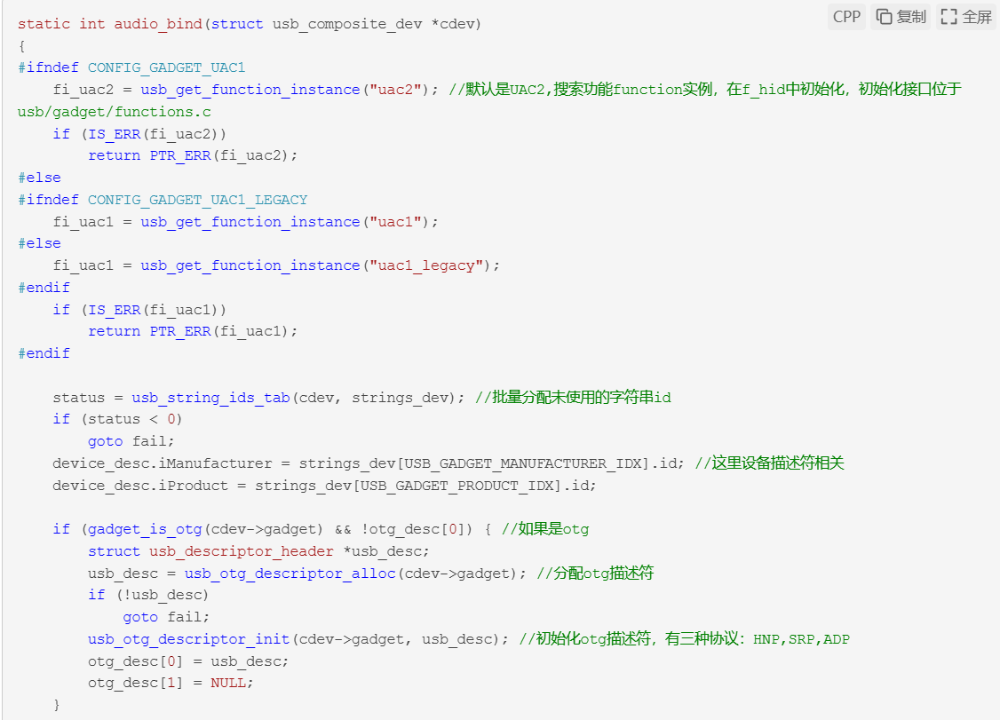 CPP 复制 全屏
static int audio_bind(struct usb_composite_dev *cdev)
{
#ifndef CONFIG_GADGET_UAC1
    fi_uac2 = usb_get_function_instance("uac2"); //默认是UAC2,搜索功能function实例，在f_hid中初始化，初始化接口位于
usb/gadget/functions.c
    if (IS_ERR(fi_uac2))
        return PTR_ERR(fi_uac2);
#else
#ifndef CONFIG_GADGET_UAC1_LEGACY
    fi_uac1 = usb_get_function_instance("uac1");
#else
    fi_uac1 = usb_get_function_instance("uac1_legacy");
#endif
    if (IS_ERR(fi_uac1))
        return PTR_ERR(fi_uac1);
#endif

    status = usb_string_ids_tab(cdev, strings_dev); //批量分配未使用的字符串id
    if (status < 0)
        goto fail;
    device_desc.iManufacturer = strings_dev[USB_GADGET_MANUFACTURER_IDX].id; //这里设备描述符相关
    device_desc.iProduct = strings_dev[USB_GADGET_PRODUCT_IDX].id;

    if (gadget_is_otg(cdev->gadget) && !otg_desc[0]) { //如果是otg
        struct usb_descriptor_header *usb_desc;
        usb_desc = usb_otg_descriptor_alloc(cdev->gadget); //分配otg描述符
        if (!usb_desc)
            goto fail;
        usb_otg_descriptor_init(cdev->gadget, usb_desc); //初始化otg描述符，有三种协议：HNP,SRP,ADP
        otg_desc[0] = usb_desc;
        otg_desc[1] = NULL;
    }